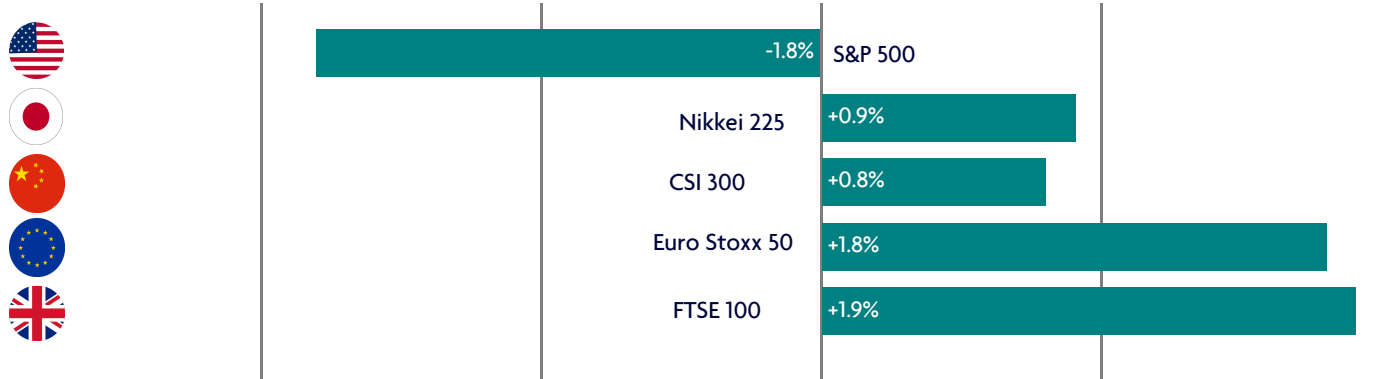 -1.8% S&P 500
Nikkei 225 +0.9%
CSI 300 +0.8%
Euro Stoxx 50 +1.8%
FTSE 100 +1.9%